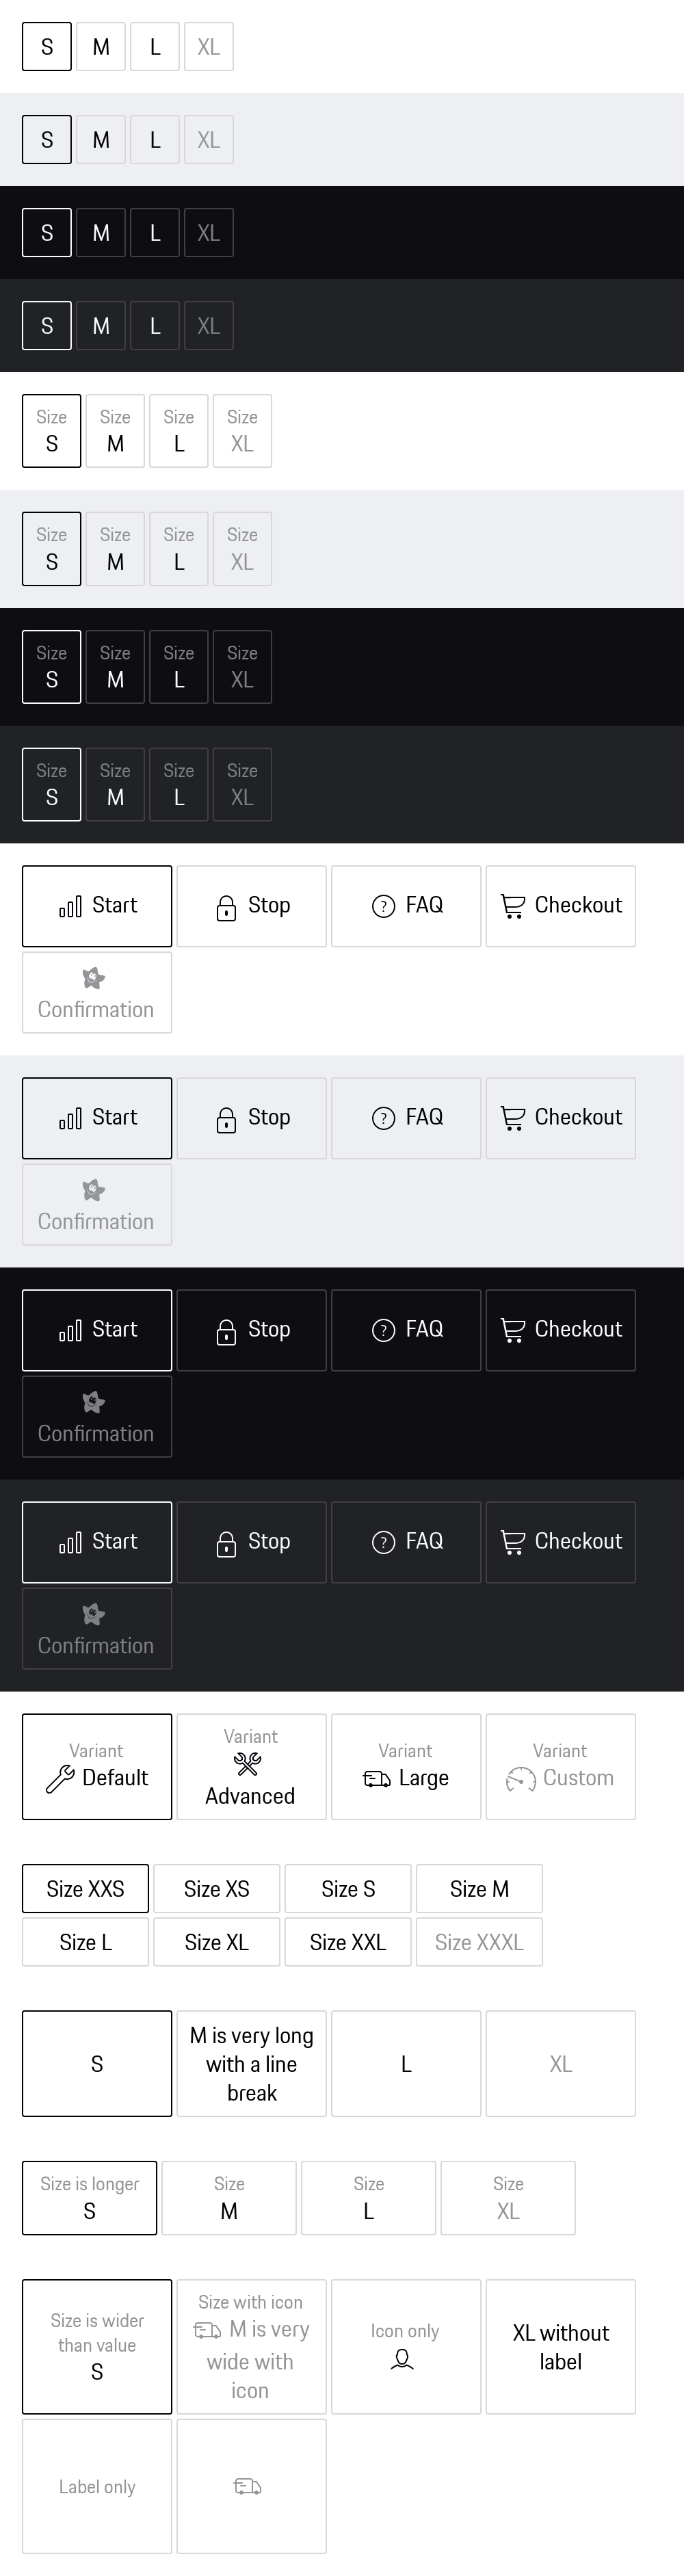 S M L XL
S M L XL
S M L XL
S M L XL
Size Size Size Size
S M L XL
Size Size Size Size
S M L XL
Size Size Size Size
S M L XL
Size Size Size Size
S M L XL
Start Stop FAQ Checkout
Confirmation
Start Stop FAQ Checkout
Confirmation
Start Stop FAQ Checkout
Confirmation
Start Stop FAQ Checkout
Confirmation
Variant Variant Variant Variant
Default Advanced Large Custom
Size XXS Size XS Size S Size M
Size L Size XL Size XXL Size XXXL
S
M is very long
with a line
break
L
XL
Size is longer Size Size Size
S M L XL
Size is wider
than value
S
Size with icon
M is very
wide with
icon
Icon only
XL without
label
Label only